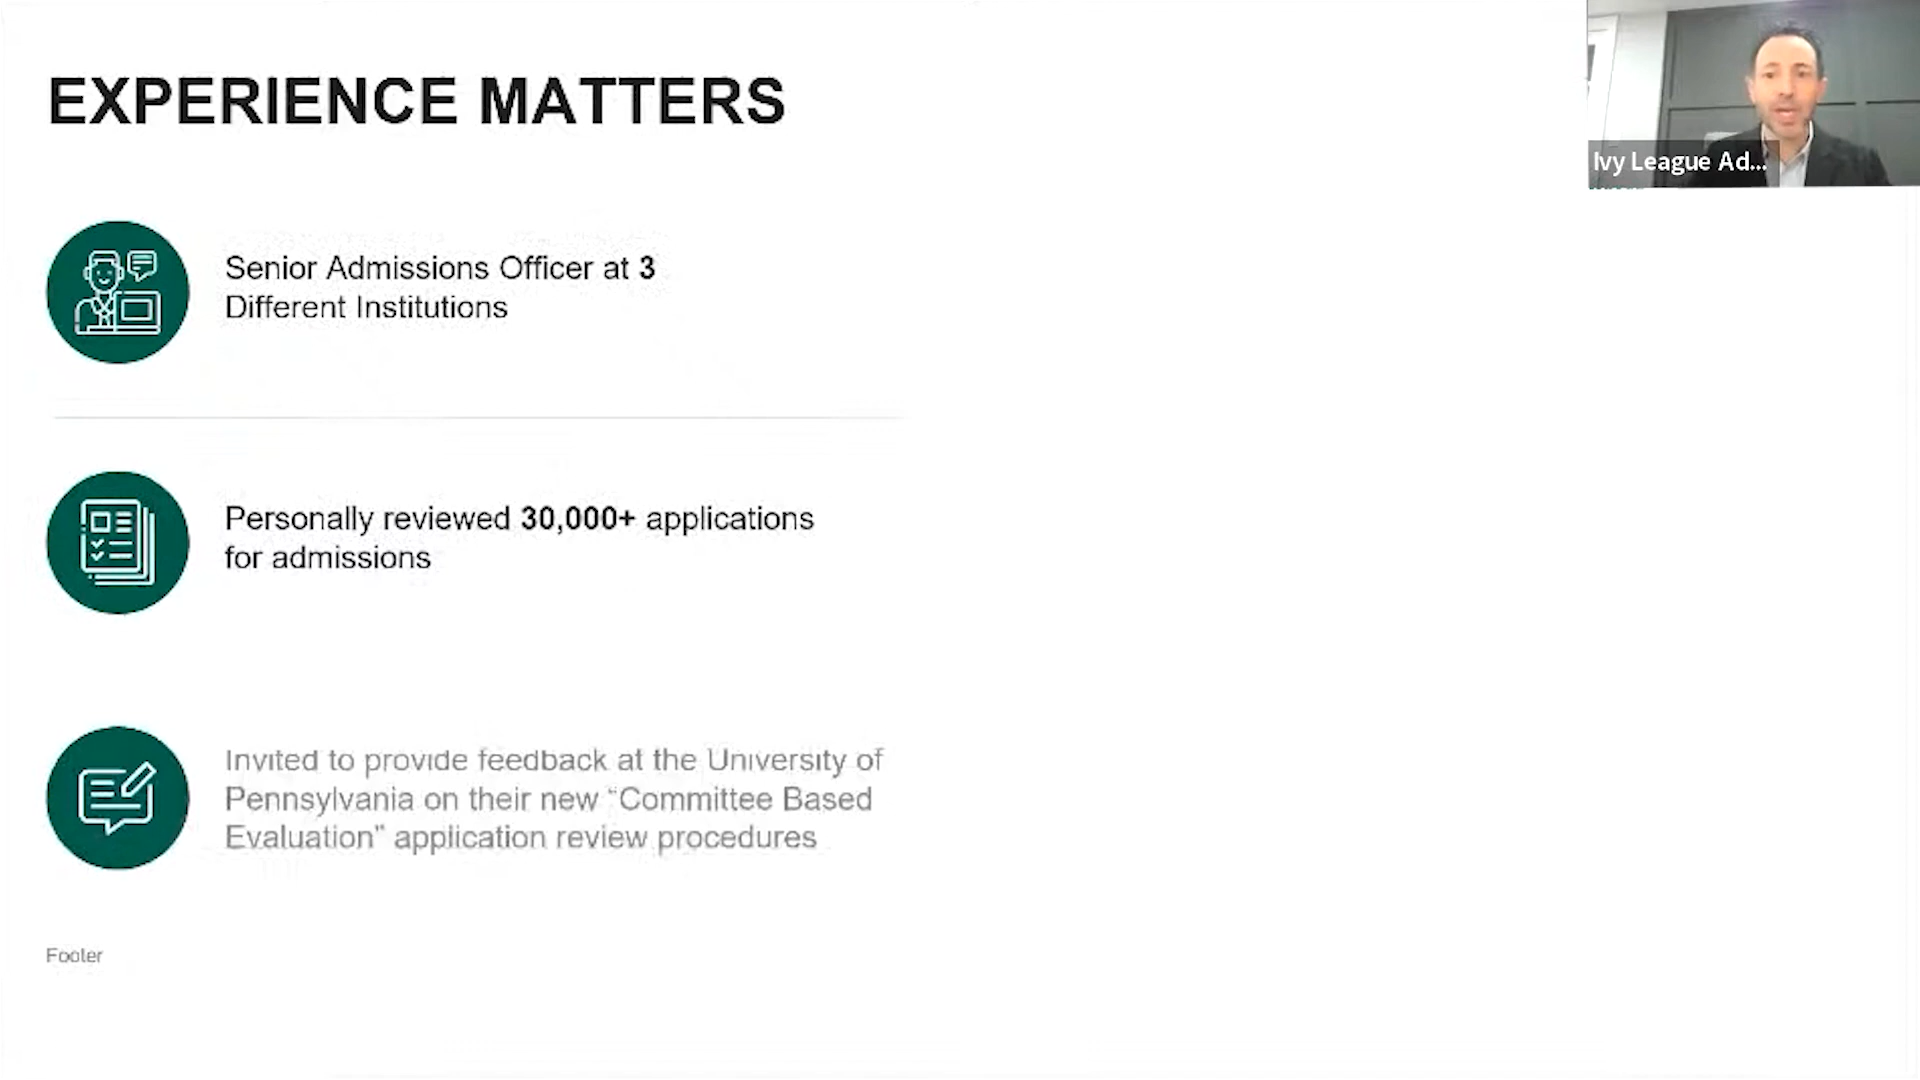 EXPERIENCE MATTERS
Ivy League Ad...
Senior Admissions Officer at 3
Different Institutions
Personally reviewed 30,000+ applications
for admissions
Invited to provide feedback at the University of
Pennsylvania on their new “Committee Based
Evaluation” application review procedures
Footer